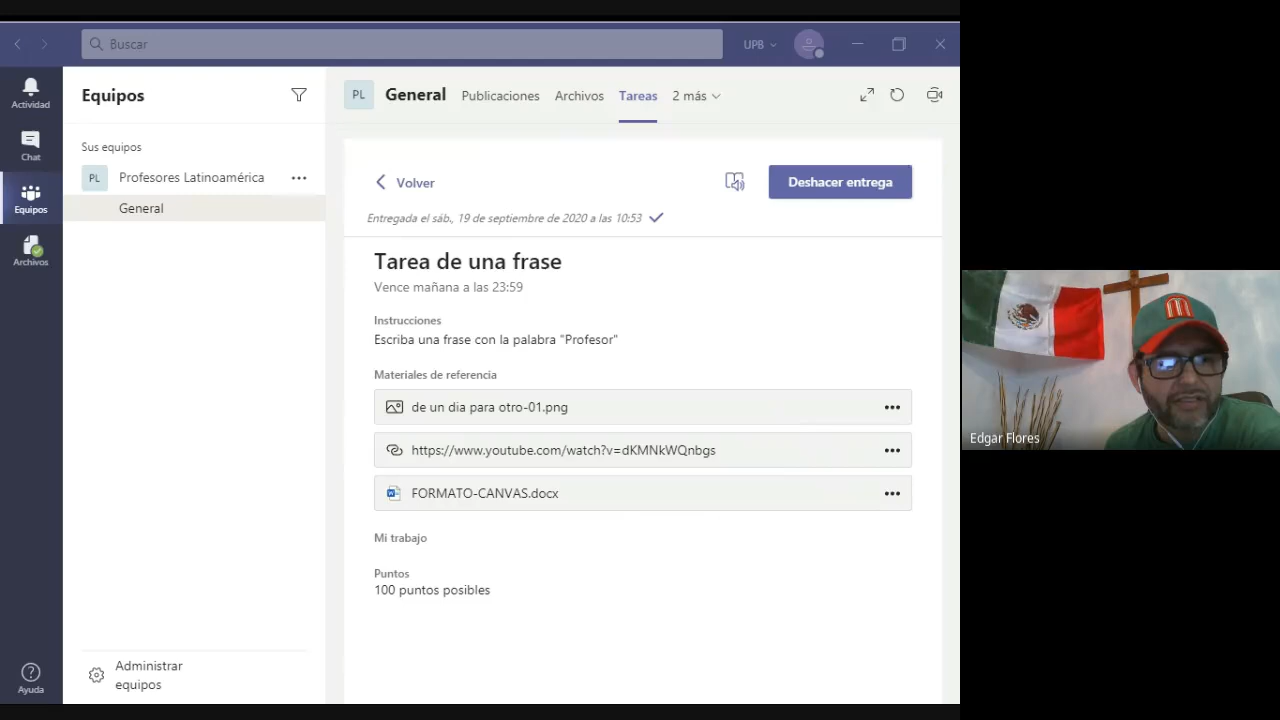 Buscar
UPB
Actividad
Chat
Equipos
Archivos
Ayuda
Equipos
Sus equipos
PL Profesores Latinoamérica
General
Administrar
equipos
PL General Publicaciones Archivos Tareas 2 más
Volver
Deshacer entrega
Entregada el sáb., 19 de septiembre de 2020 a las 10:53
Tarea de una frase
Vence mañana a las 23:59
Instrucciones
Escriba una frase con la palabra "Profesor"
Materiales de referencia
de un dia para otro-01.png
https://www.youtube.com/watch?v=dKMNkWQnbgs
FORMATO-CANVAS.docx
Mi trabajo
Puntos
100 puntos posibles
Edgar Flores